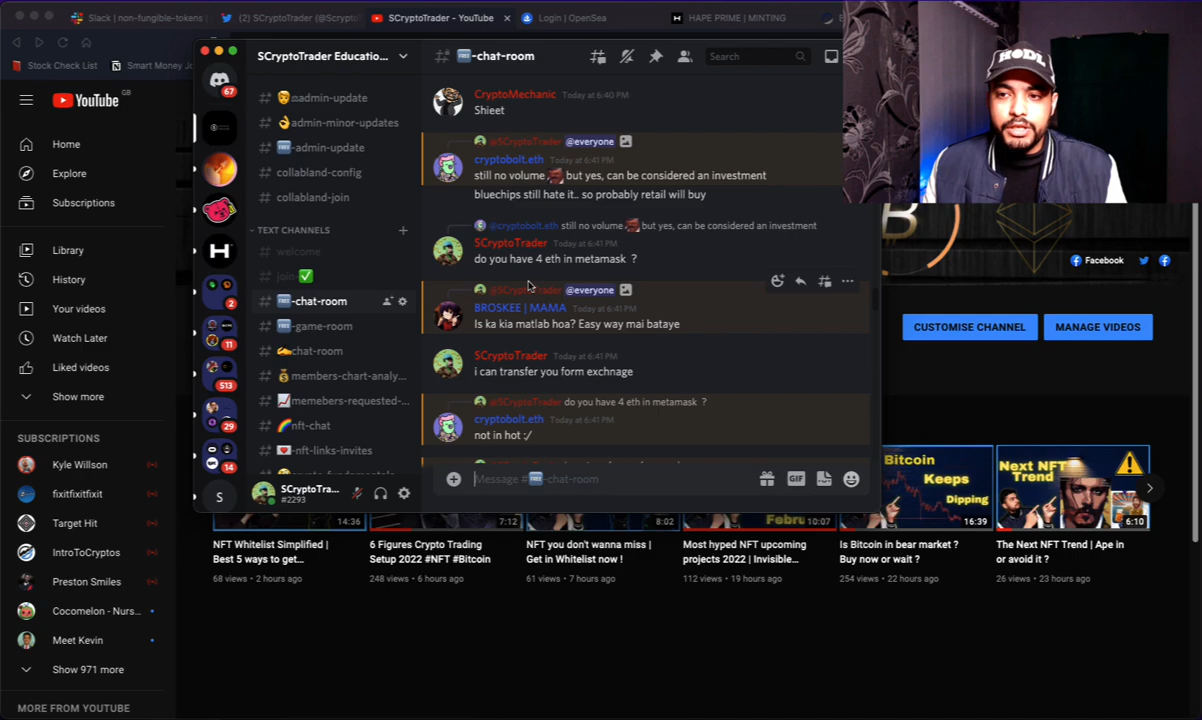 Slack | non-fungible-tokens
(2) SCryptoTrader (@SCrypto
SCryptoTrader - YouTube
Login | OpenSea
HAPE PRIME | MINTING
Stock Check List
Smart Money
YouTube GB
Home
Explore
Subscriptions
Library
History
Your videos
Watch Later
Liked videos
Show more
SUBSCRIPTIONS
Kyle Willson
fixitfixitfixit
Target Hit
IntroToCryptos
Preston Smiles
Cocomelon - Nurs...
Meet Kevin
Show 971 more
MORE FROM YOUTUBE
67
2
11
513
29
14
S
SCryptoTrader Educatio...
admin-update
admin-minor-updates
FREE-admin-update
collabland-config
collabland-join
TEXT CHANNELS
welcome
join-
FREE-chat-room
FREE-game-room
chat-room
members-chart-analy...
memebers-requested-...
nft-chat
nft-links-invites
crypto-fundamentals
SCryptoTra...
#2293
FREE-chat-room
Search
CryptoMechanic Today at 6:40 PM
Shieet
@SCryptoTrader @everyone
cryptobolt.eth Today at 6:41 PM
still no volume but yes, can be considered an investment
bluechips still hate it.. so probably retail will buy
@cryptobolt.eth still no volume but yes, can be considered an investment
SCryptoTrader Today at 6:41 PM
do you have 4 eth in metamask ?
@SCryptoTrader @everyone
BROSKEE | MAMA Today at 6:41 PM
Is ka kia matlab hoa? Easy way mai bataye
SCryptoTrader Today at 6:41 PM
i can transfer you form exchnage
@SCryptoTrader do you have 4 eth in metamask ?
cryptobolt.eth Today at 6:41 PM
not in hot :/
Message #FREE-chat-room
GIF
HODL
Facebook
CUSTOMISE CHANNEL
MANAGE VIDEOS
14:36
7:12
8:02
Februa
10:07
Bitcoin
Keeps
Dipping
16:39
Next NFT
Trend
6:10
NFT Whitelist Simplified |
Best 5 ways to get...
68 views • 2 hours ago
6 Figures Crypto Trading
Setup 2022 #NFT #Bitcoin
248 views • 6 hours ago
NFT you don't wanna miss |
Get in Whitelist now !
61 views • 7 hours ago
Most hyped NFT upcoming
projects 2022 | Invisible...
112 views • 19 hours ago
Is Bitcoin in bear market ?
Buy now or wait ?
254 views • 22 hours ago
The Next NFT Trend | Ape in
or avoid it ?
26 views • 23 hours ago